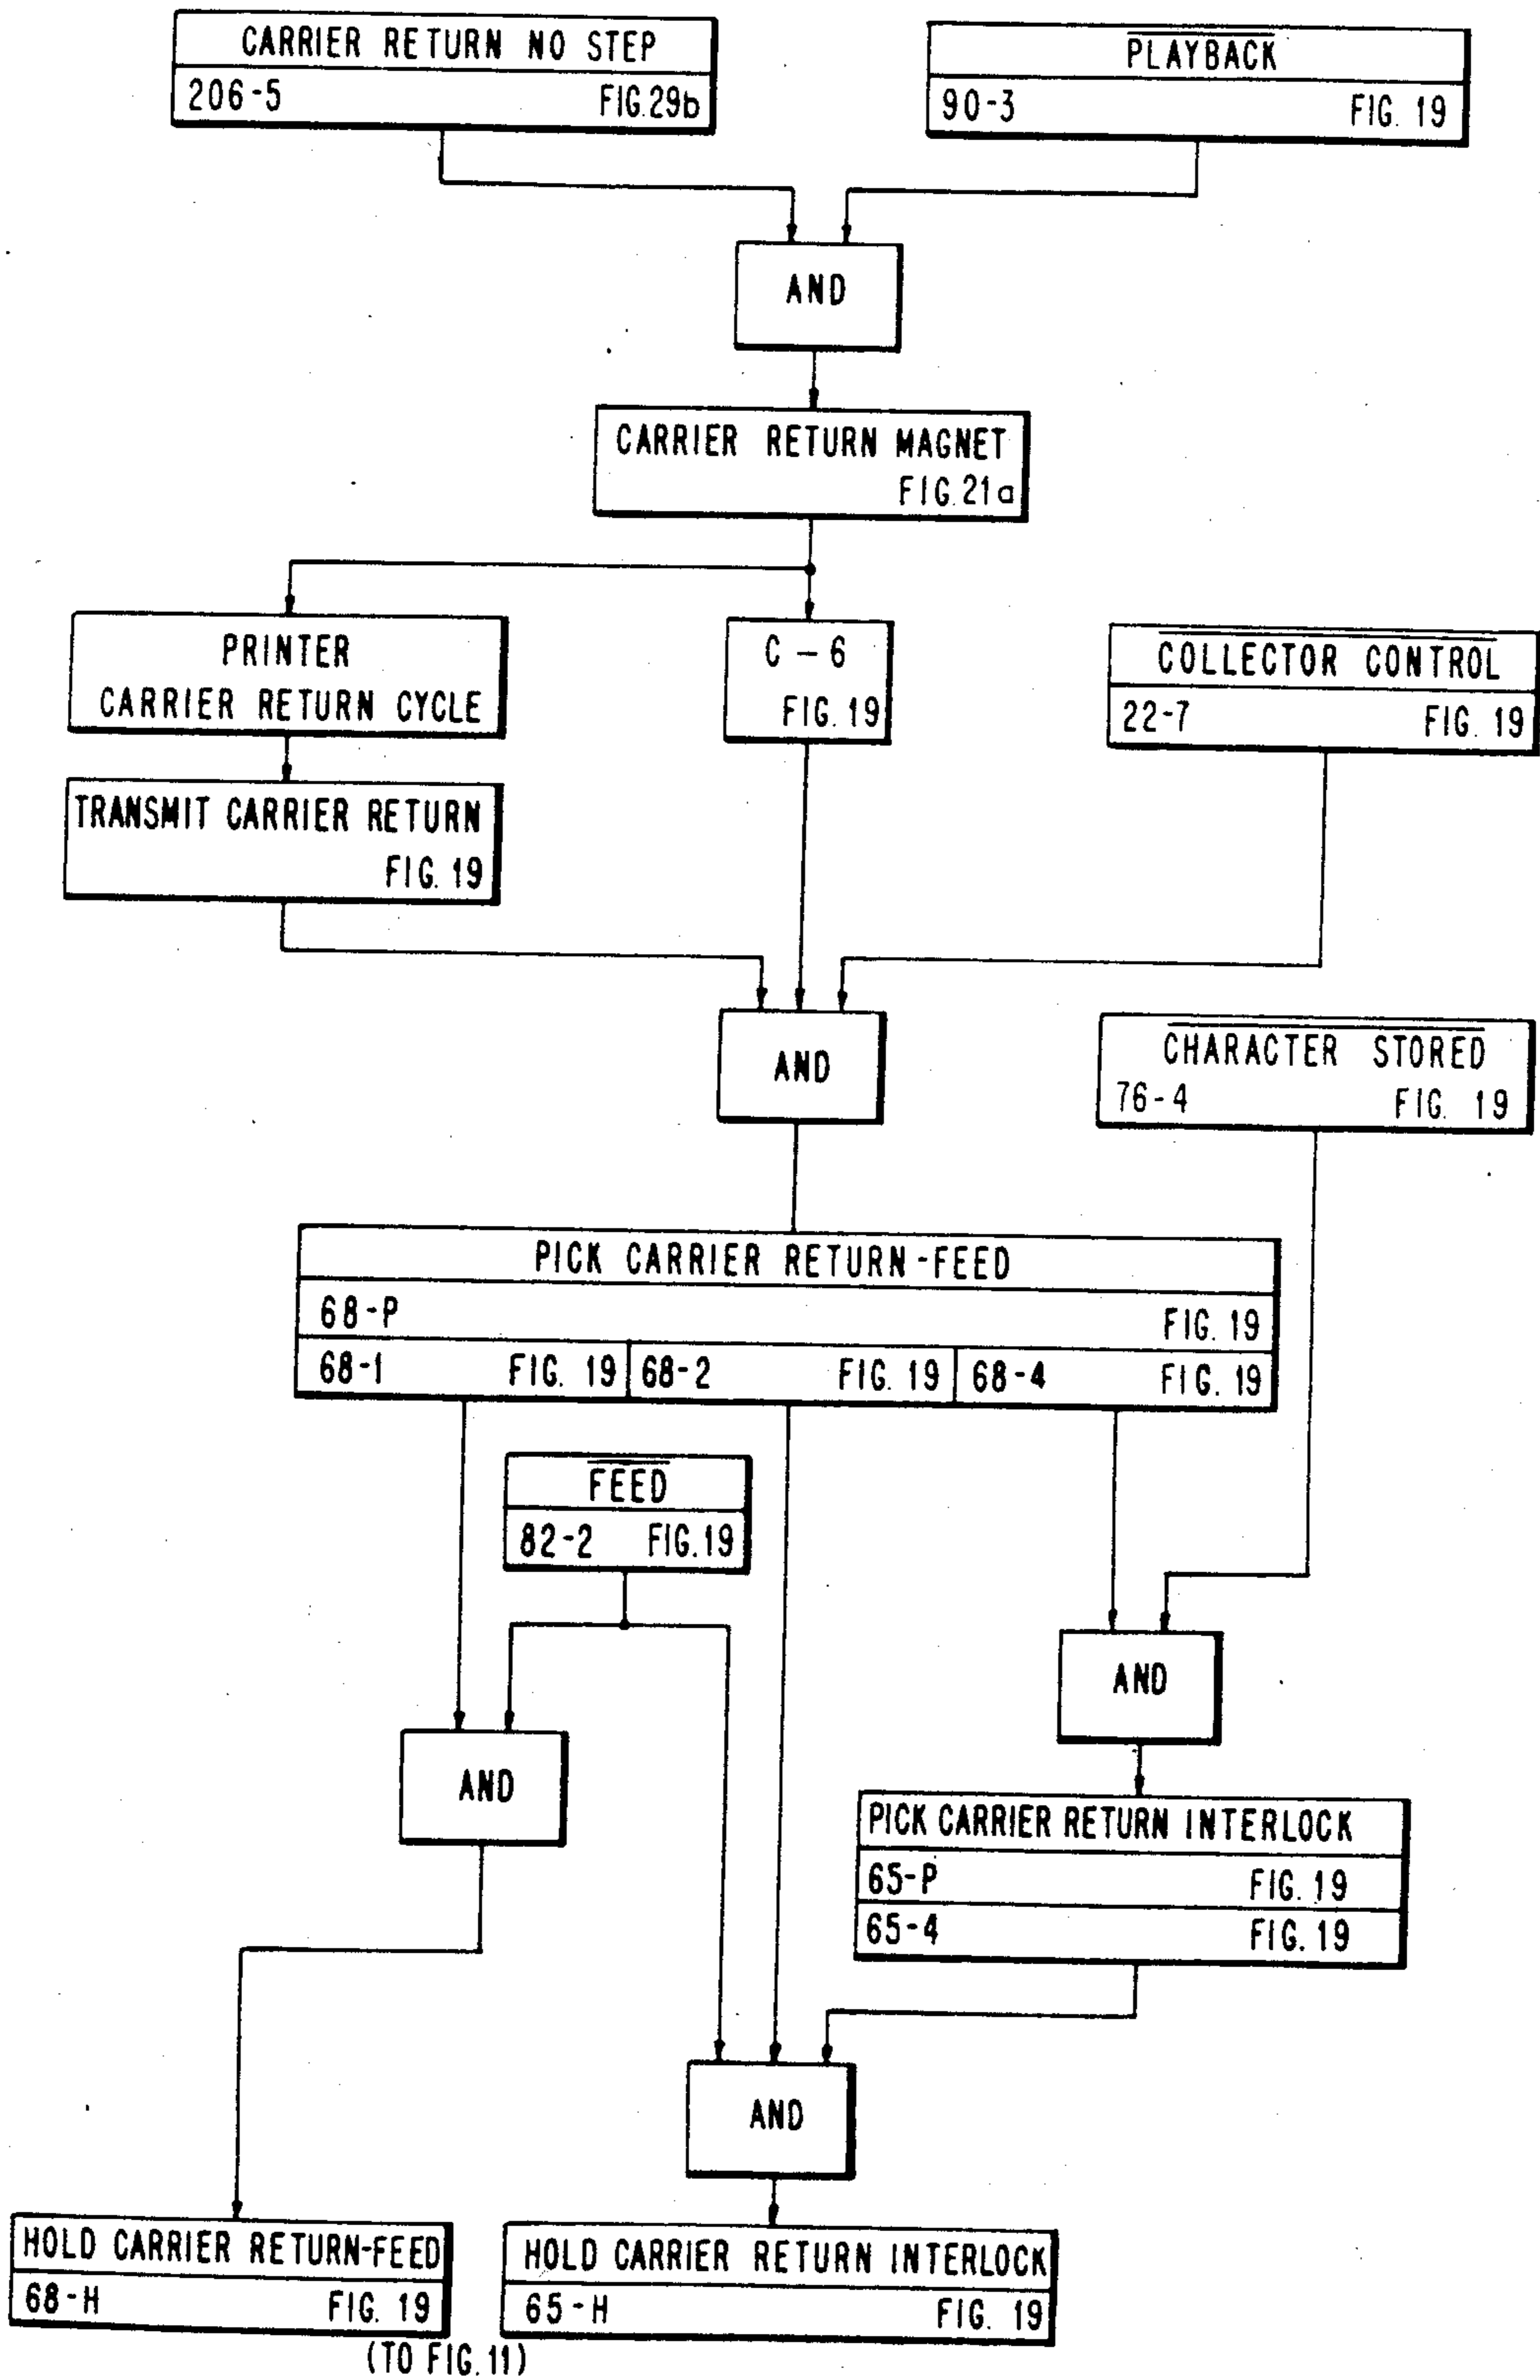 CARRIER RETURN NO STEP
206-5 FIG.29b
PLAYBACK
90-3 FIG. 19
AND
CARRIER RETURN MAGNET
FIG.21a
PRINTER
CARRIER RETURN CYCLE
C-6
FIG. 19
COLLECTOR CONTROL
22-7 FIG. 19
TRANSMIT CARRIER RETURN
FIG. 19
AND
CHARACTER STORED
76-4 FIG. 19
PICK CARRIER RETURN-FEED
68-P FIG. 19
68-1 FIG. 19 68-2 FIG. 19 68-4 FIG. 19
FEED
82-2 FIG.19
AND
AND
PICK CARRIER RETURN INTERLOCK
65-P FIG. 19
65-4 FIG. 19
AND
HOLD CARRIER RETURN-FEED
68-H FIG. 19
HOLD CARRIER RETURN INTERLOCK
65-H FIG. 19
(TO FIG.11)